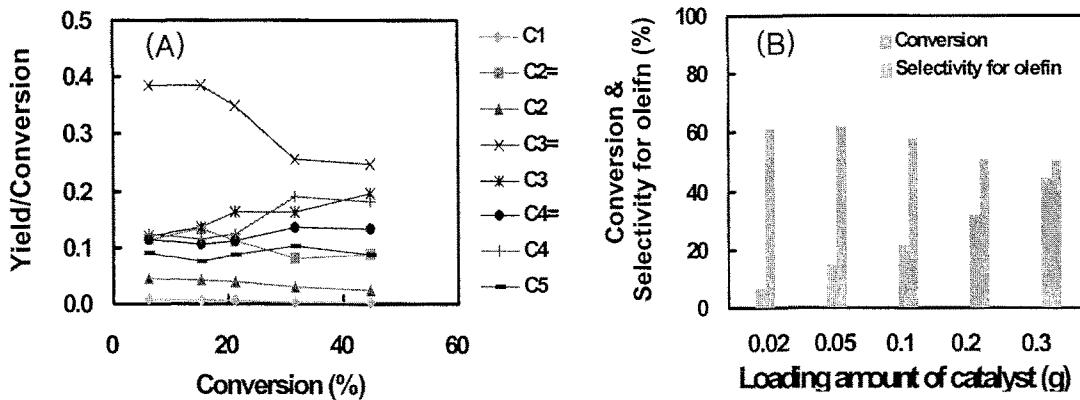 (A)
0.5
0.4
0.3
0.2
0.1
0.0
Yield/Conversion
0 20 40 60
Conversion (%)
C1
C2=
C2
C3=
C3
C4=
C4
C5
(B)
100
80
60
40
20
0
Conversion &
Selectivity for oleifn (%)
Conversion
Selectivity for olefin
0.02 0.05 0.1 0.2 0.3
Loading amount of catalyst (g)